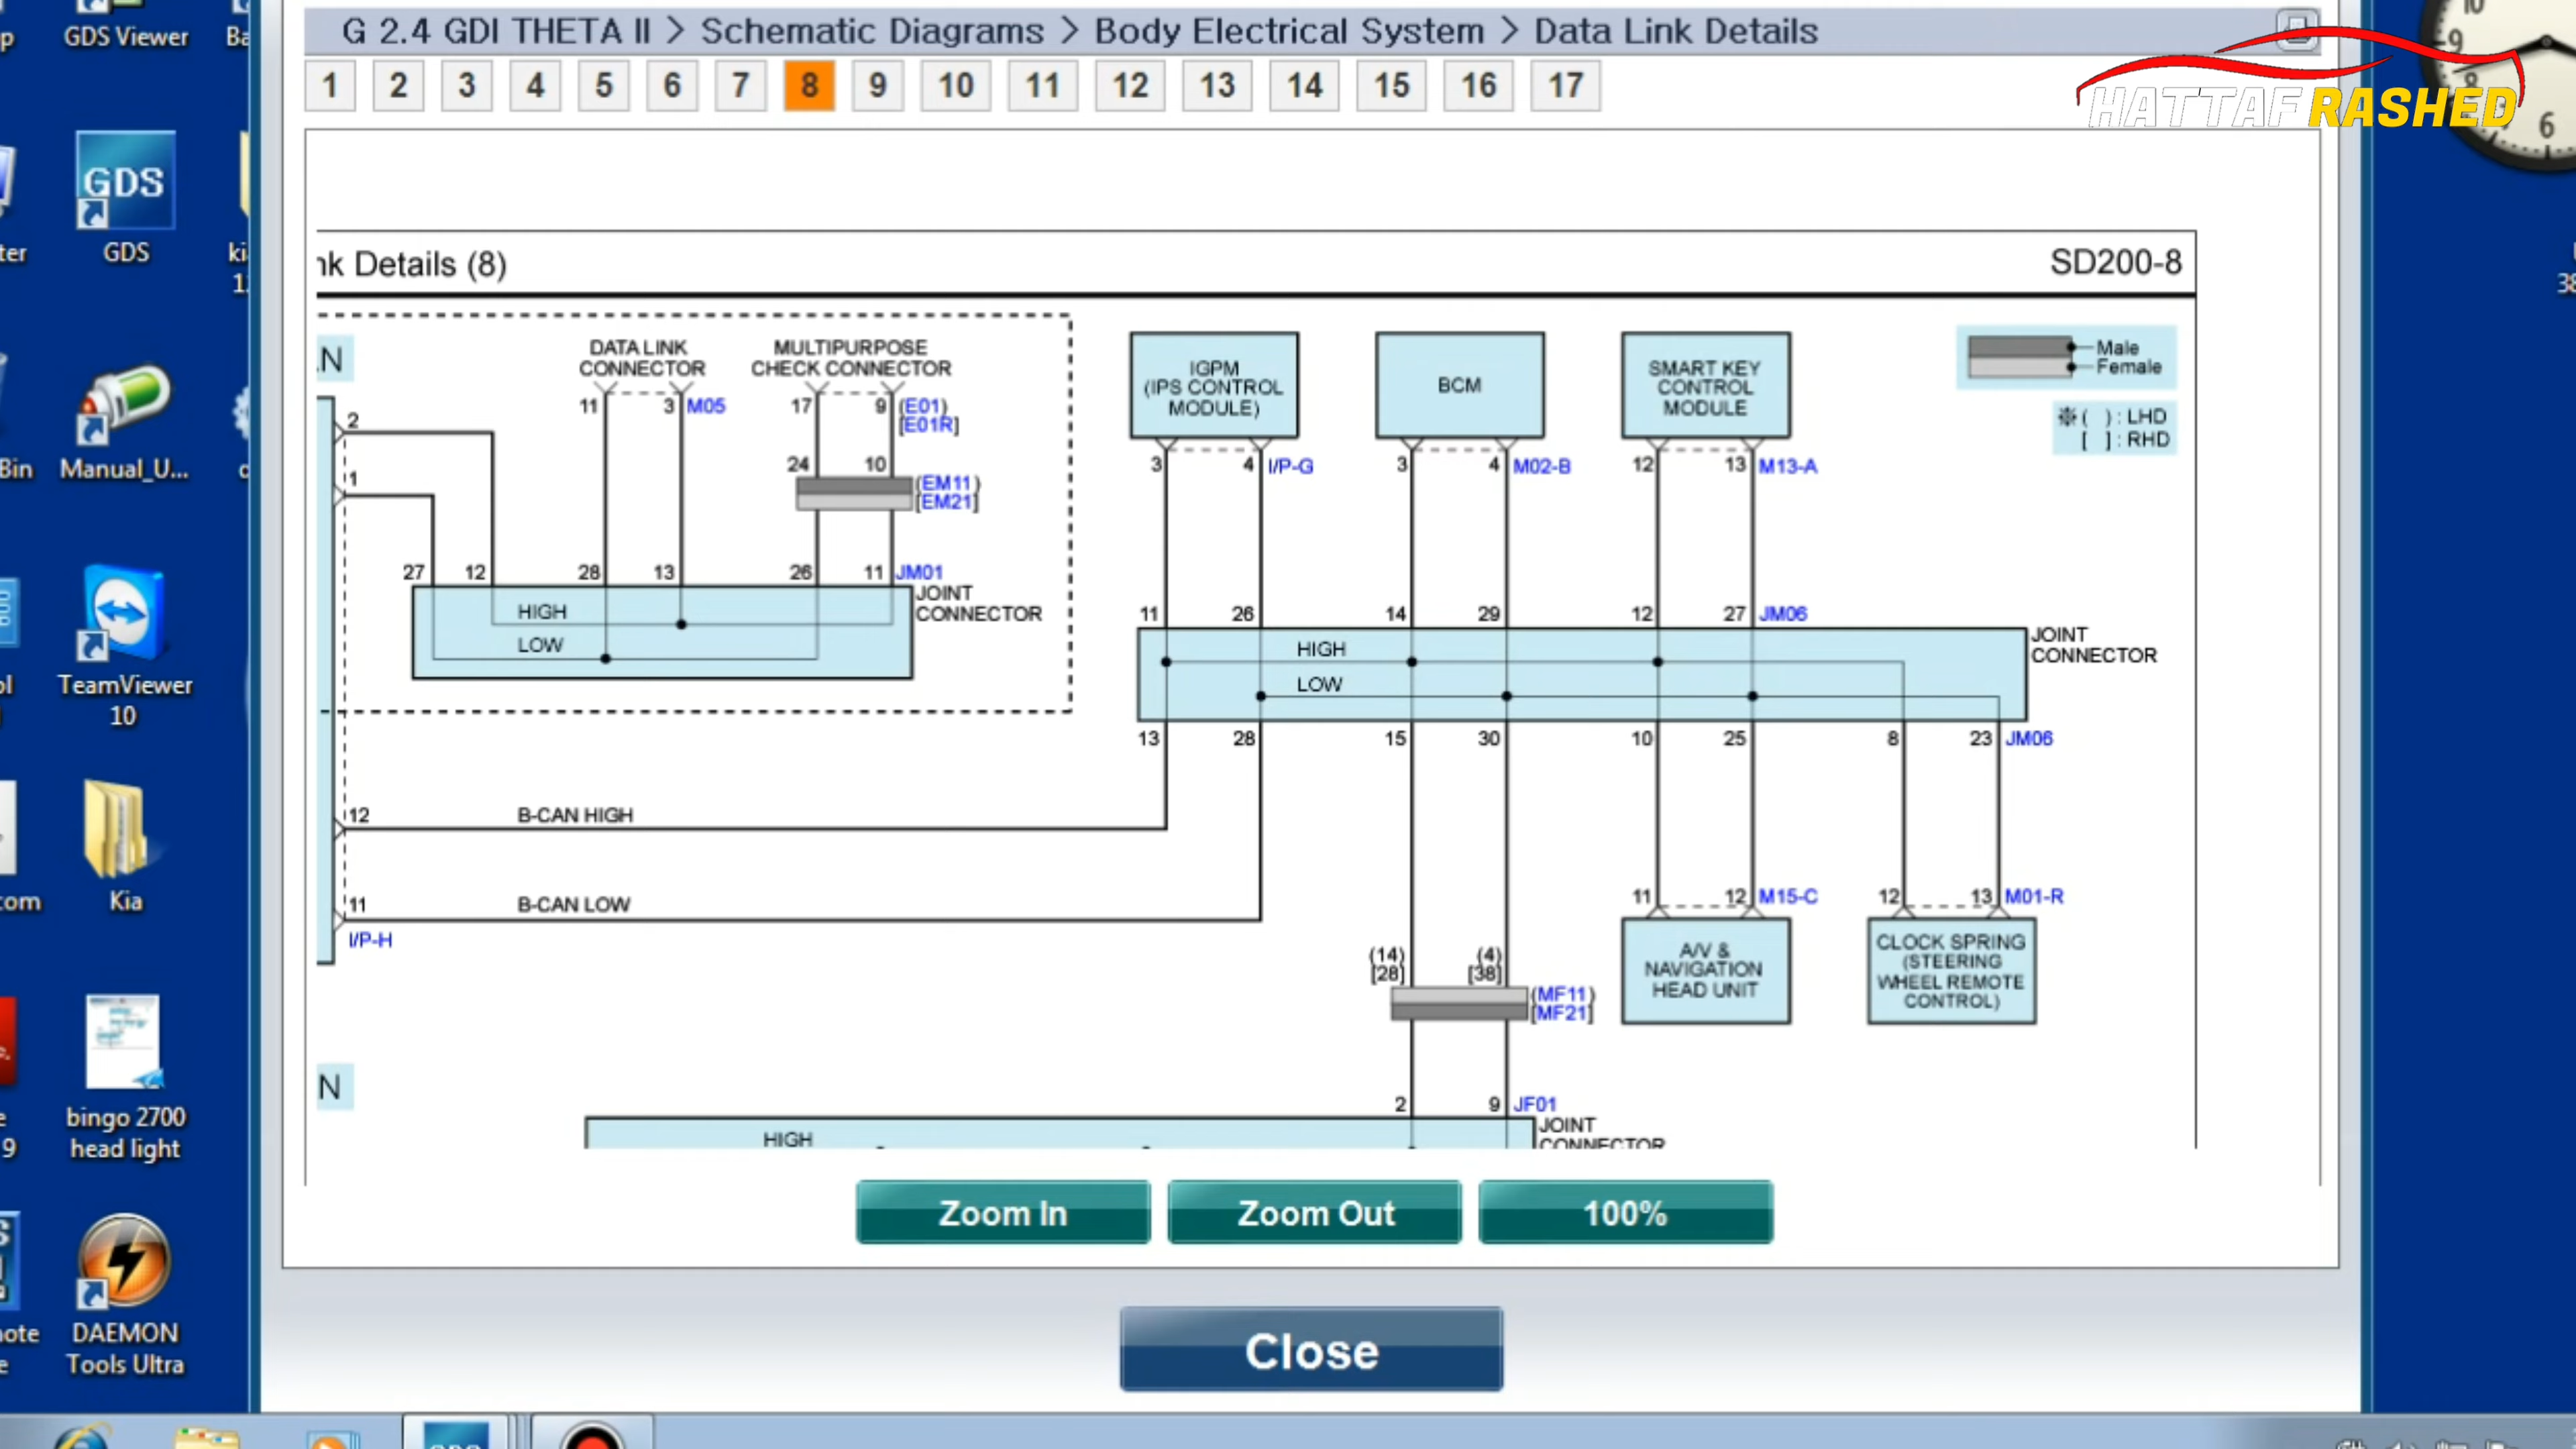 GDS Viewer
G 2.4 GDI THETA II > Schematic Diagrams > Body Electrical System > Data Link Details
1 2 3 4 5 6 7 8 9 10 11 12 13 14 15 16 17
HATTAF RASHED
GDS
GDS
nk Details (8)
SD200-8
DATA LINK
CONNECTOR
MULTIPURPOSE
CHECK CONNECTOR
IGPM
(IPS CONTROL
MODULE)
BCM
SMART KEY
CONTROL
MODULE
Male
Female
※( ) : LHD
[ ] : RHD
11 3 M05
17 9 (E01)
[E01R]
2
1
3 4 I/P-G
3 4 M02-B
12 13 M13-A
24 10 (EM11)
[EM21]
27 12 28 13 26 11 JM01
JOINT
CONNECTOR
HIGH
LOW
11 26 14 29 12 27 JM06
JOINT
CONNECTOR
HIGH
LOW
13 28 15 30 10 25 8 23 JM06
12 B-CAN HIGH
11 B-CAN LOW
I/P-H
11 12 M15-C
12 13 M01-R
A/V &
NAVIGATION
HEAD UNIT
CLOCK SPRING
(STEERING
WHEEL REMOTE
CONTROL)
(14) (4)
[28] [38]
(MF11)
[MF21]
N
2 9 JF01
JOINT
CONNECTOR
HIGH
Zoom In
Zoom Out
100%
Close
Manual_U...
TeamViewer
10
Kia
bingo 2700
head light
DAEMON
Tools Ultra
Bin
10
9
8
6